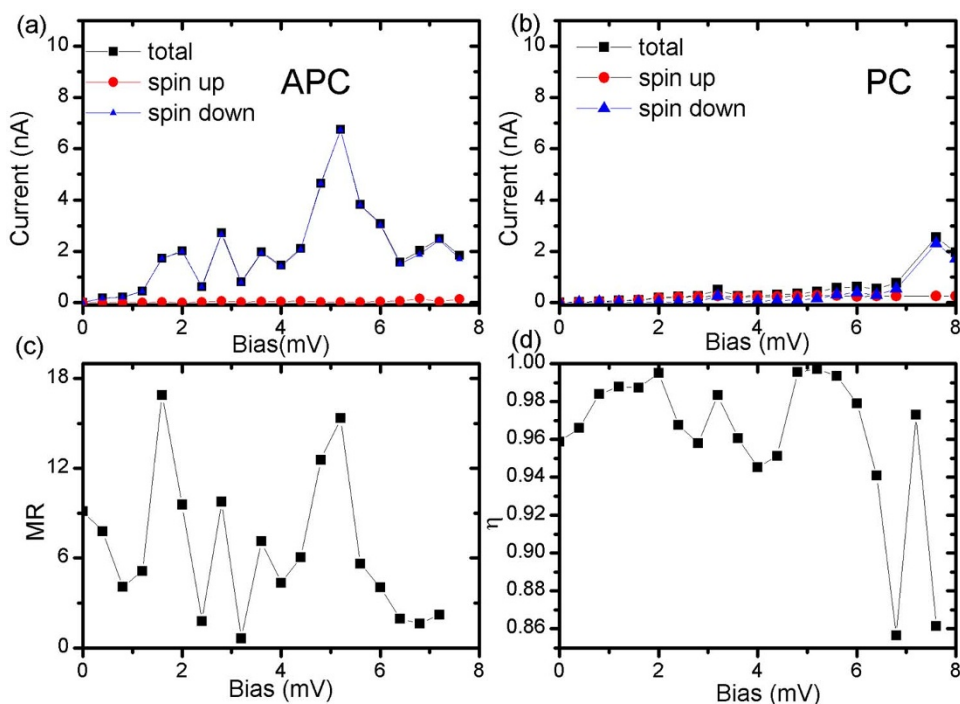 (a)
10
8
6
4
2
0
Current (nA)
total
spin up
spin down
APC
0 2 4 6 8
Bias(mV)
(b)
10
8
6
4
2
0
Current (nA)
total
spin up
spin down
PC
0 2 4 6 8
Bias (mV)
(c)
18
12
6
0
MR
0 2 4 6 8
Bias (mV)
(d)
1.00
0.98
0.96
0.94
0.92
0.90
0.88
0.86
η
0 2 4 6 8
Bias (mV)